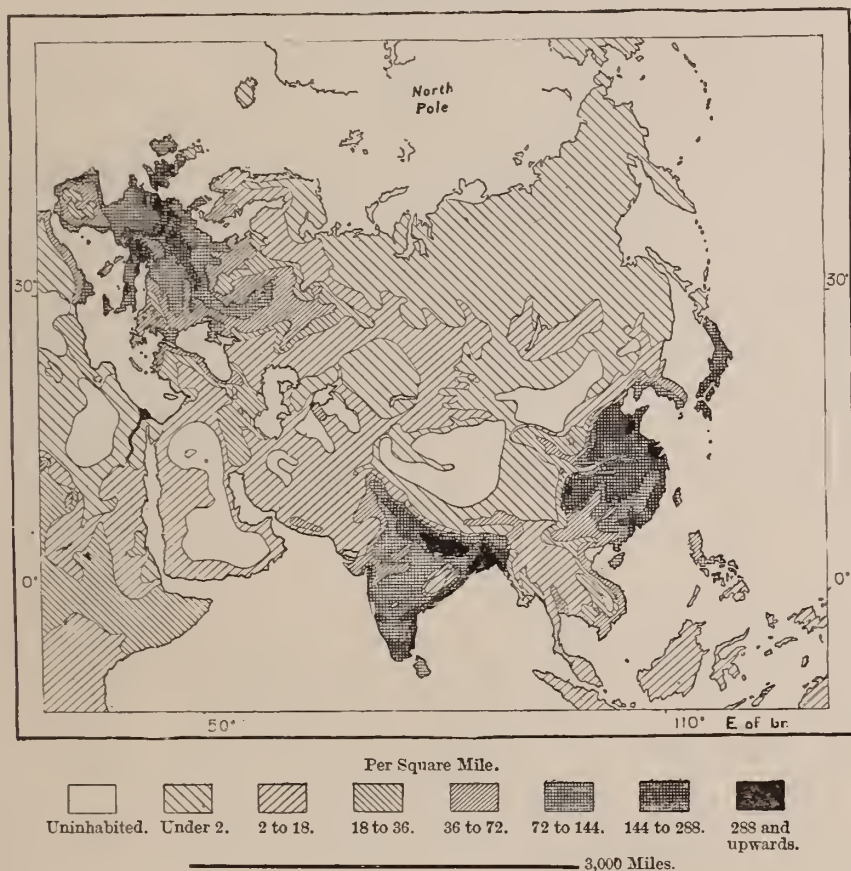 North
Pole
30°
30°
0°
0°
50°
110°
E. of Gr.
Per Square Mile.
Uninhabited. Under 2. 2 to 18. 18 to 36. 36 to 72. 72 to 144. 144 to 288. 288 and
upwards.
3,000 Miles.